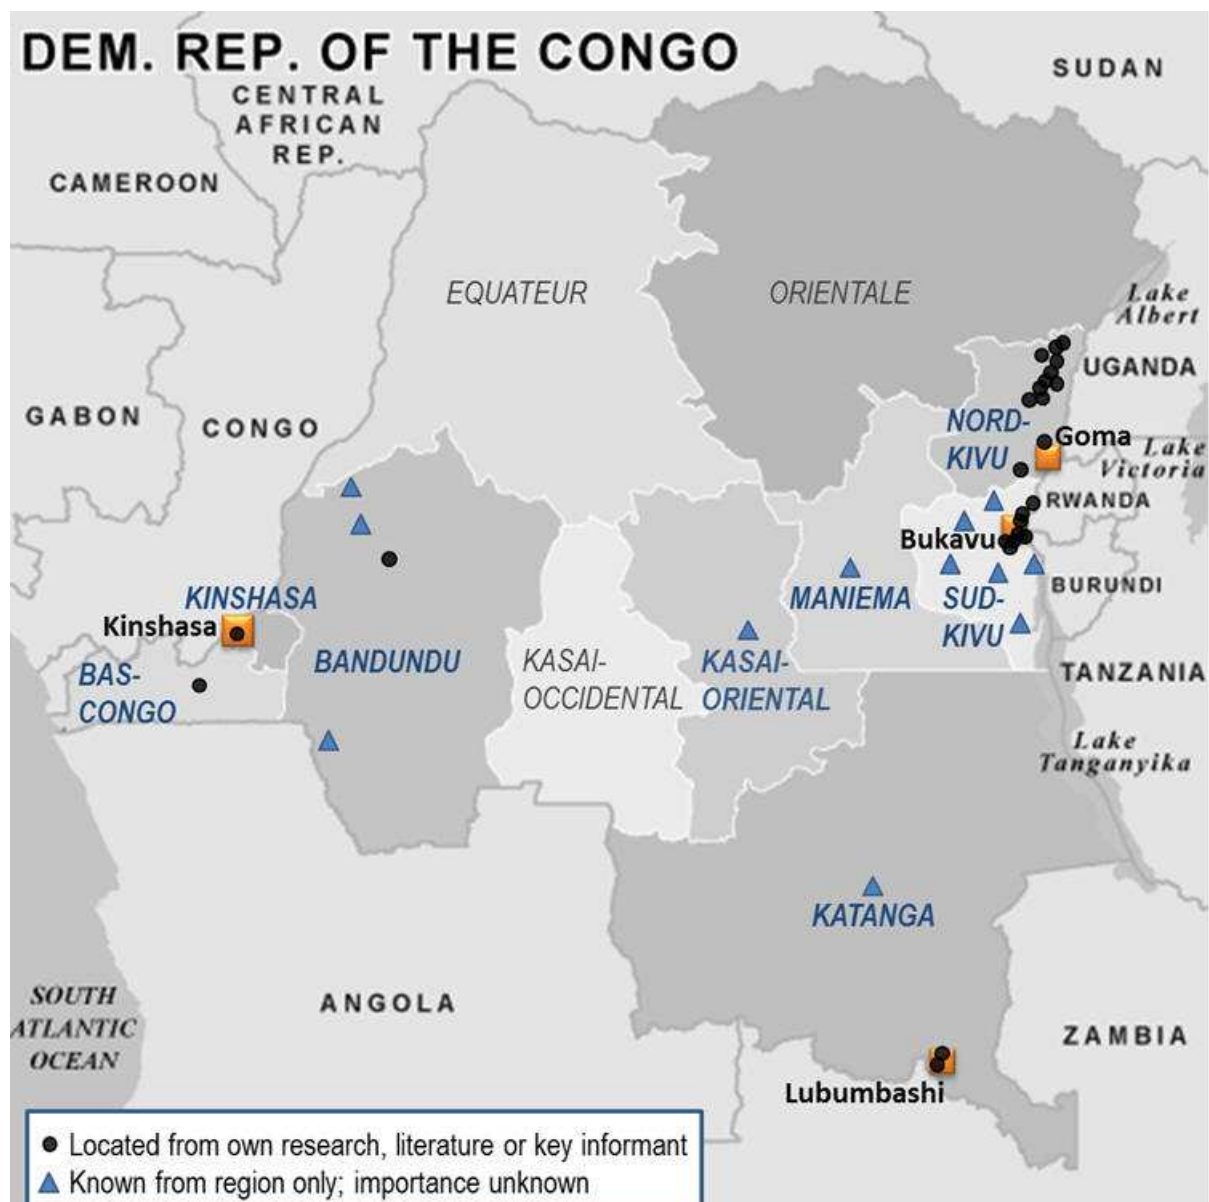 DEM. REP. OF THE CONGO
SUDAN
CENTRAL
AFRICAN
REP.
CAMEROON
EQUATEUR
ORIENTALE
Lake
Albert
UGANDA
GABON
CONGO
NORD-
KIVU
Goma
Lake
Victoria
RWANDA
Bukavu
BURUNDI
KINSHASA
MANIEMA
SUD-
KIVU
Kinshasa
BANDUNDU
KASAI-
OCCIDENTAL
KASAI-
ORIENTAL
TANZANIA
BAS-
CONGO
Lake
Tanganyika
KATANGA
SOUTH
ATLANTIC
OCEAN
ANGOLA
ZAMBIA
Lubumbashi
Located from own research, literature or key informant
Known from region only; importance unknown